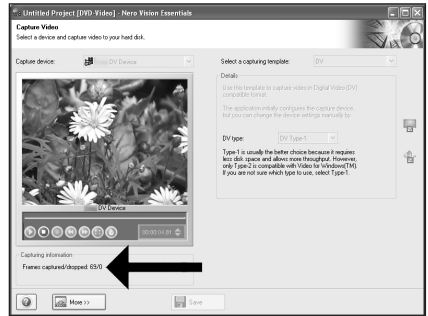 Untitled Project [DVD-Video] - Nero Vision Essentials
Capture Video
Select a device and capture video to your hard disk.
Capture device:
DV Device
Select a capturing template:
DV
Details
Use this template to capture video in Digital Video (DV)
compatible format.
The application initially configures the capture device,
but you can change the device settings manually by
DV type:
DV Type-1
Type-1 is usually the better choice because it requires
less disk space and allows more throughput. However,
only Type-2 is compatible with Video for Windows(TM).
If you are not sure which type to use, select Type-1.
DV Device
00:00:04.01
Capturing information
Frames captured/dropped: 69/0
More >>
Save